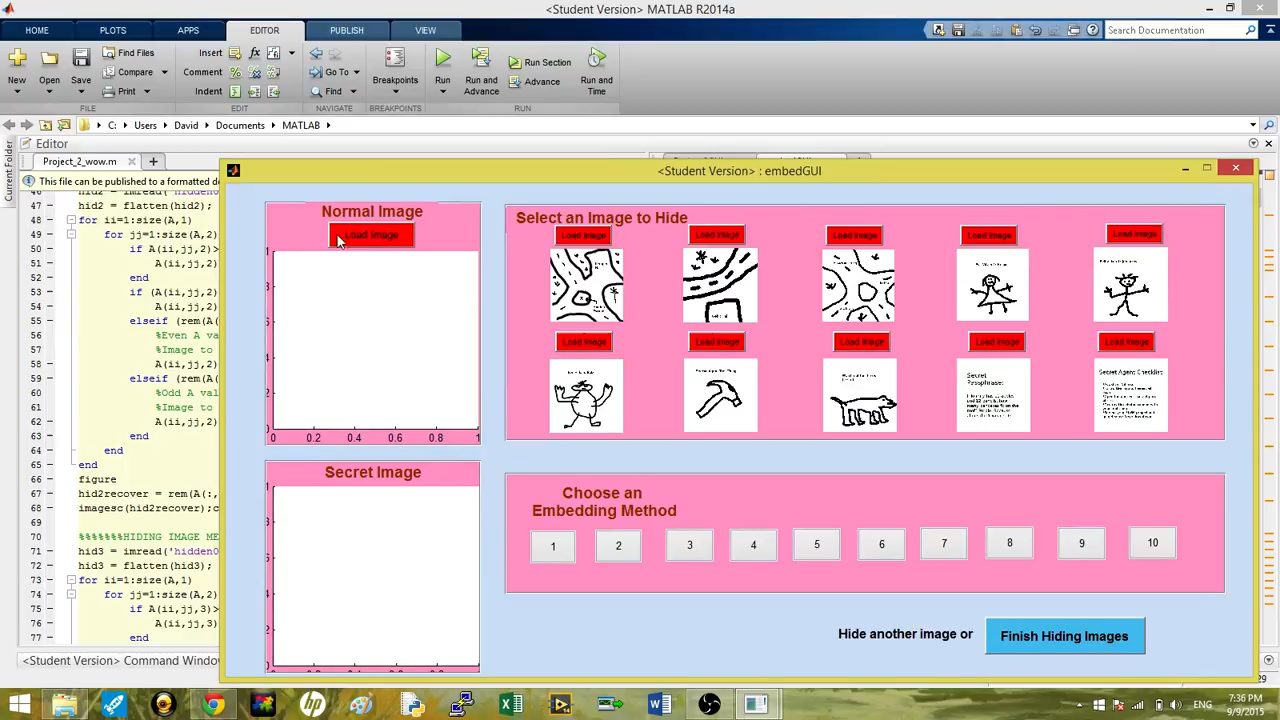 <Student Version> MATLAB R2014a
HOME PLOTS APPS EDITOR PUBLISH VIEW
Search Documentation
New Open Save
Find Files
Compare
Print
Insert
Comment
Indent
Go To
Find
Breakpoints
Run Run and Advance
Run Section
Advance
Run and Time
FILE EDIT NAVIGATE BREAKPOINTS RUN
C: Users David Documents MATLAB
Current Folder
Editor
Project_2_wow.m
This file can be published to a formatted d
47 hid2 = flatten(hid2);
48 for ii=1:size(A,1)
49 for jj=1:size(A,2)
50 if A(ii,jj,2)>
51 A(ii,jj,2)
52 end
53 if (rem(A(ii,j
54 A(ii,jj,2)
55 elseif (rem(A(
56 %Even A va
57 %Image to
58 A(ii,jj,2)
59 elseif (rem(A(
60 %Odd A val
61 %Image to
62 A(ii,jj,2)
63 end
64 end
65 end
66 figure
67 hid2recover = rem(A(:,
68 imagesc(hid2recover);c
69
70 %%%%%%%HIDING IMAGE ME
71 hid3 = imread('hidden0
72 hid3 = flatten(hid3);
73 for ii=1:size(A,1)
74 for jj=1:size(A,2)
75 if A(ii,jj,3)>
76 A(ii,jj,3)
77 end
<Student Version> Command Window
<Student Version> : embedGUI
Normal Image
Load Image
0 0.2 0.4 0.6 0.8 1
Secret Image
Select an Image to Hide
Load Image Load Image Load Image Load Image Load Image
Load Image Load Image Load Image Load Image Load Image
Secret
Passphrase:
Secret Agent Checklist
Choose an
Embedding Method
1 2 3 4 5 6 7 8 9 10
Hide another image or
Finish Hiding Images
7:36 PM
9/9/2015